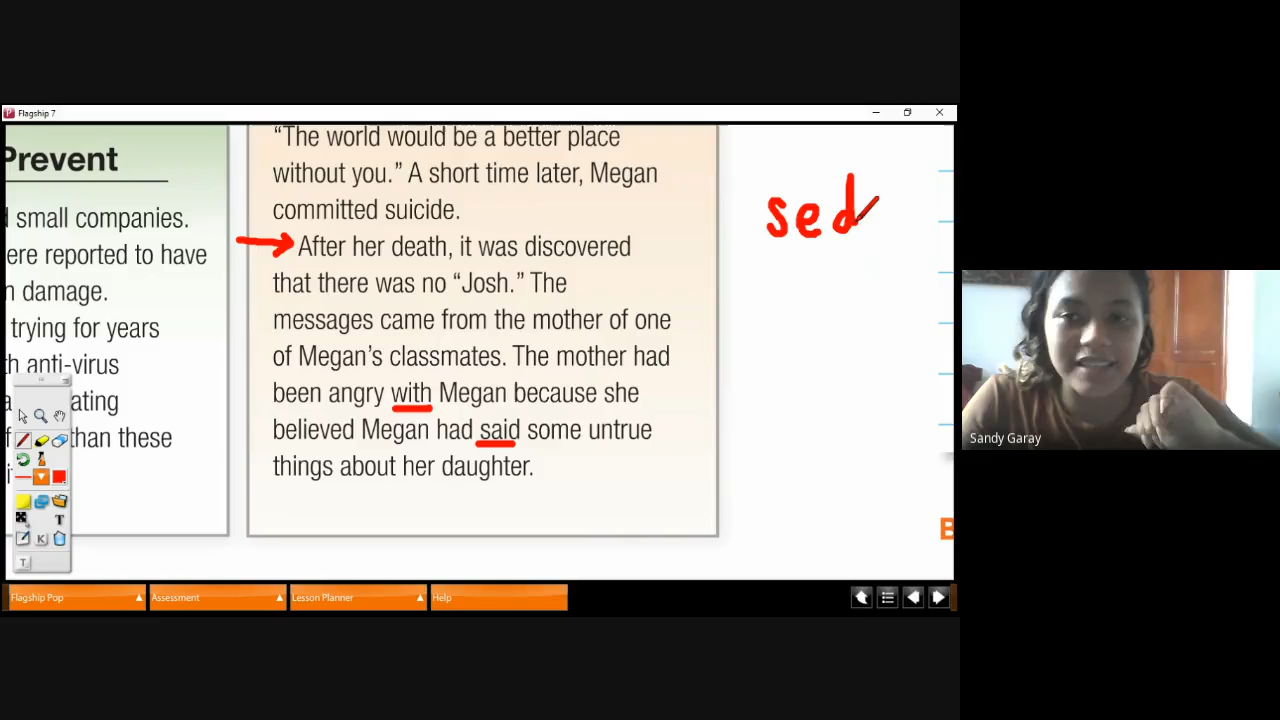 Flagship 7
Prevent
small companies.
ere reported to have
damage.
trying for years
th anti-virus
ating
than these
“The world would be a better place
without you.” A short time later, Megan
committed suicide.
After her death, it was discovered
that there was no “Josh.” The
messages came from the mother of one
of Megan’s classmates. The mother had
been angry with Megan because she
believed Megan had said some untrue
things about her daughter.
sed
B
T
K
T
Sandy Garay
Flagship Pop
Assessment
Lesson Planner
Help